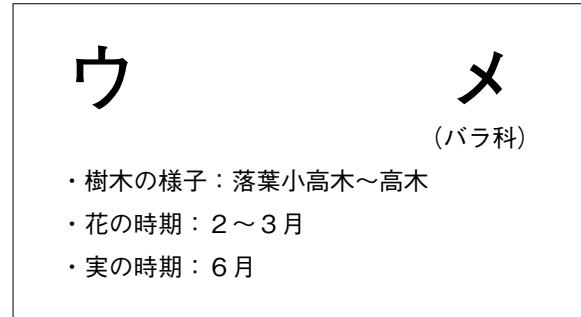 ウメ
（バラ科）
・樹木の様子：落葉小高木～高木
・花の時期：２～３月
・実の時期：６月